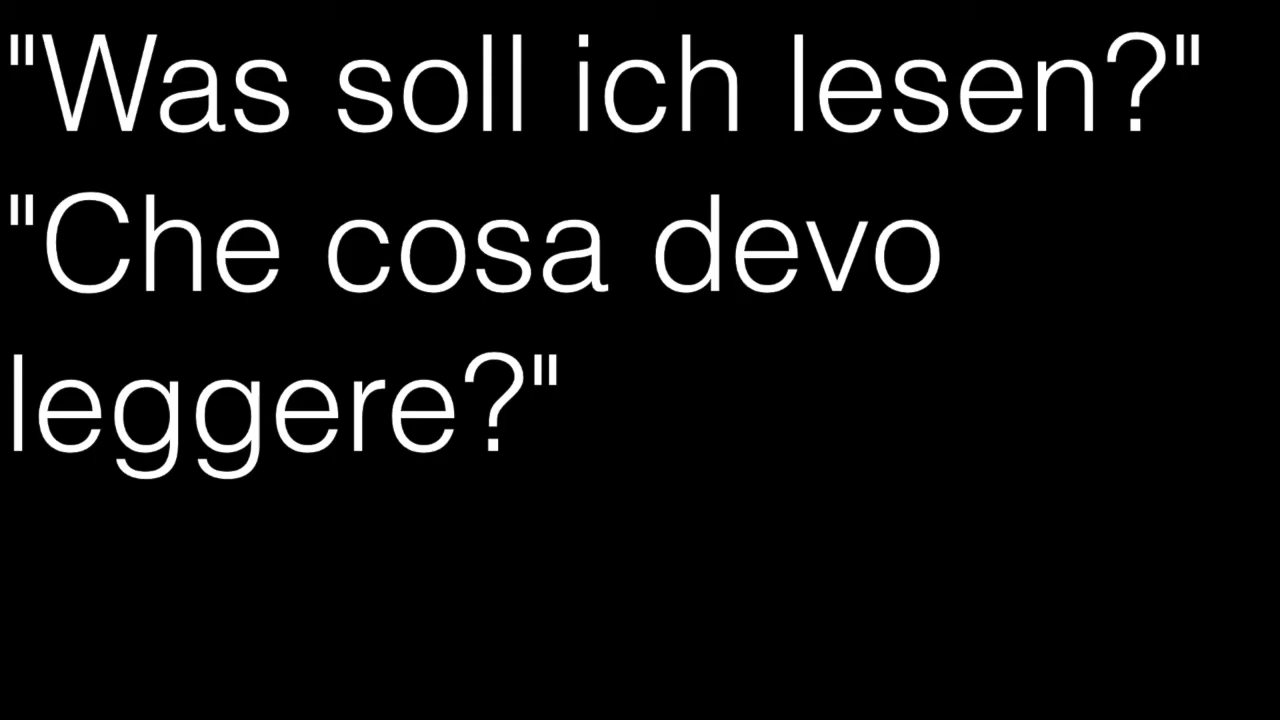 "Was soll ich lesen?"
"Che cosa devo
leggere?"